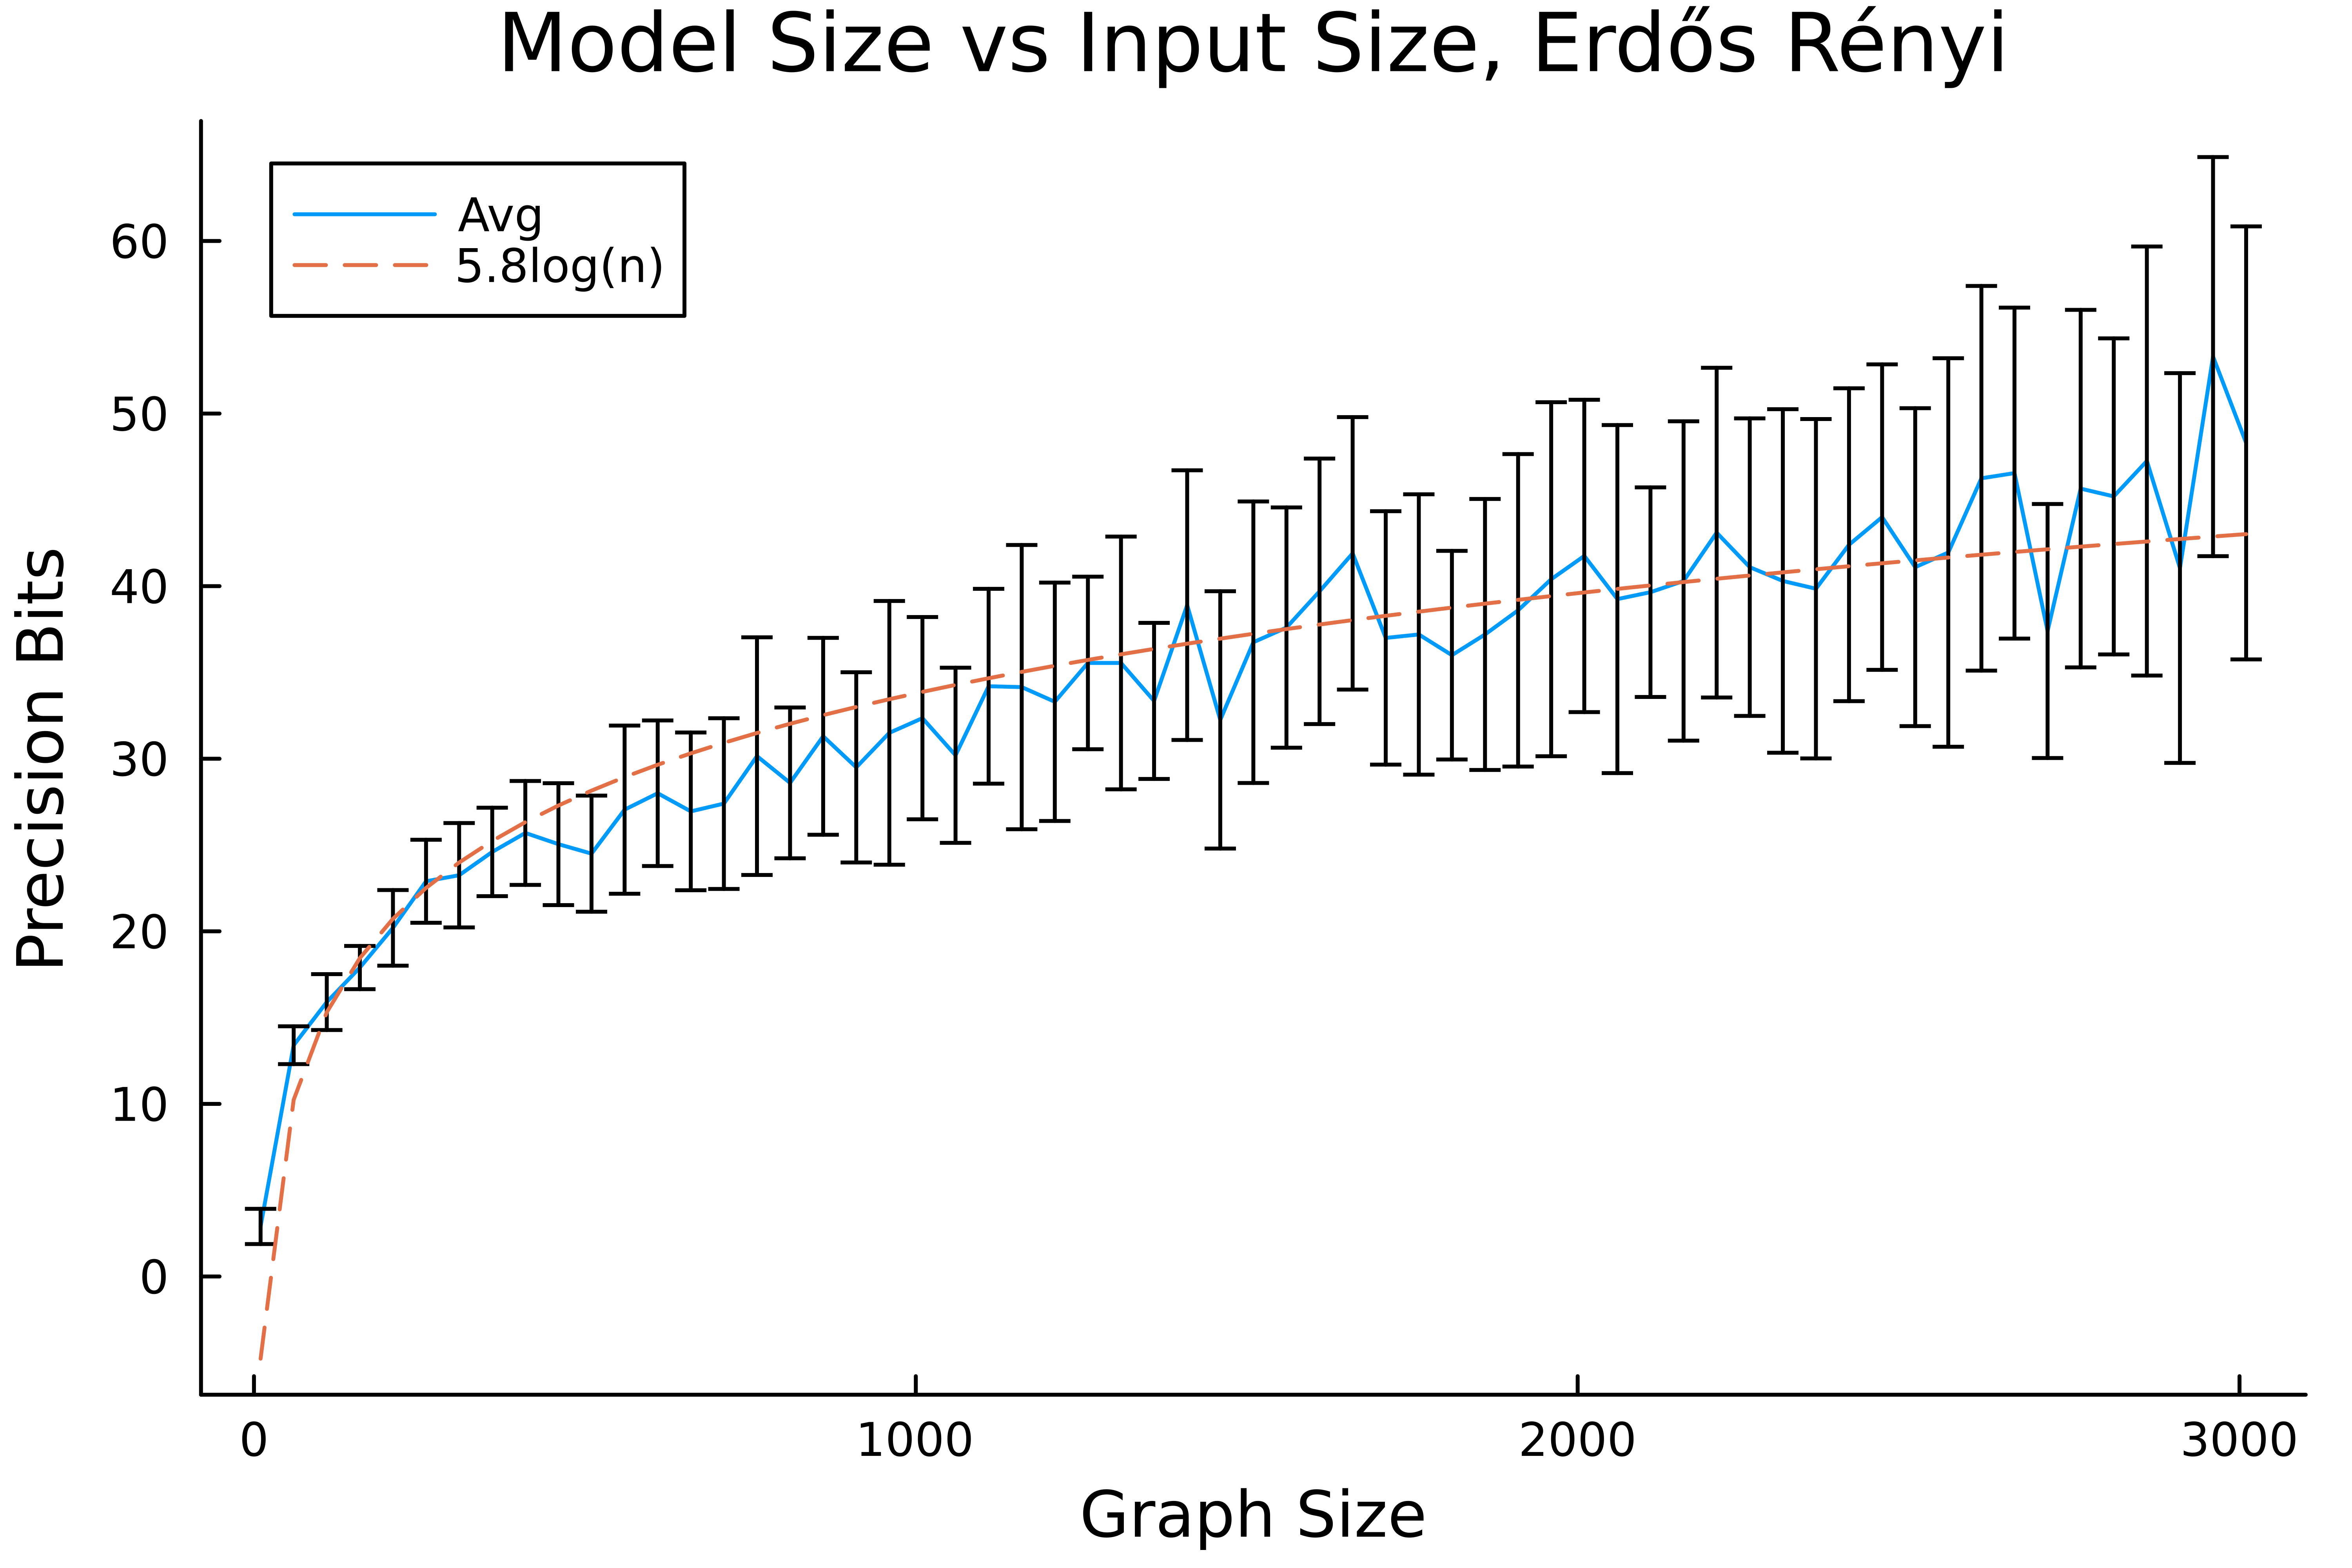 Model Size vs Input Size, Erdős Rényi
Avg
5.8log(n)
60
50
40
30
20
10
0
Precision Bits
0 1000 2000 3000
Graph Size